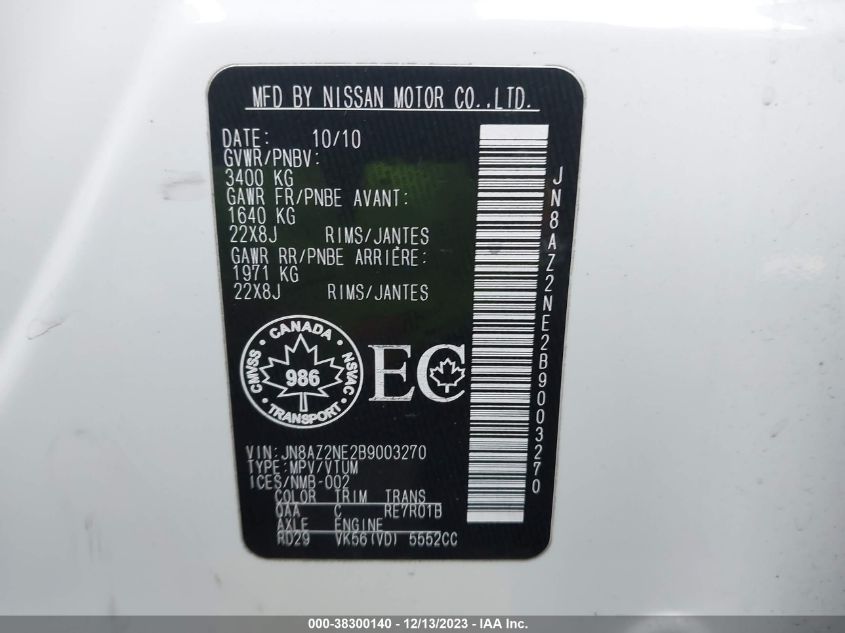 MFD BY NISSAN MOTOR CO.,LTD.
DATE: 10/10
GVWR/PNBV:
3400 KG
GAWR FR/PNBE AVANT:
1640 KG
22X8J RIMS/JANTES
GAWR RR/PNBE ARRIÈRE:
1971 KG
22X8J RIMS/JANTES
JN8AZ2NE2B9003270
CANADA
CMVSS 986 NSVAC
TRANSPORT
EC
VIN: JN8AZ2NE2B9003270
TYPE: MPV/VTUM
ICES/NMB-002
COLOR TRIM TRANS
QAA C RE7R01B
AXLE ENGINE
RD29 VK56(VD) 5552CC
000-38300140 - 12/13/2023 - IAA Inc.